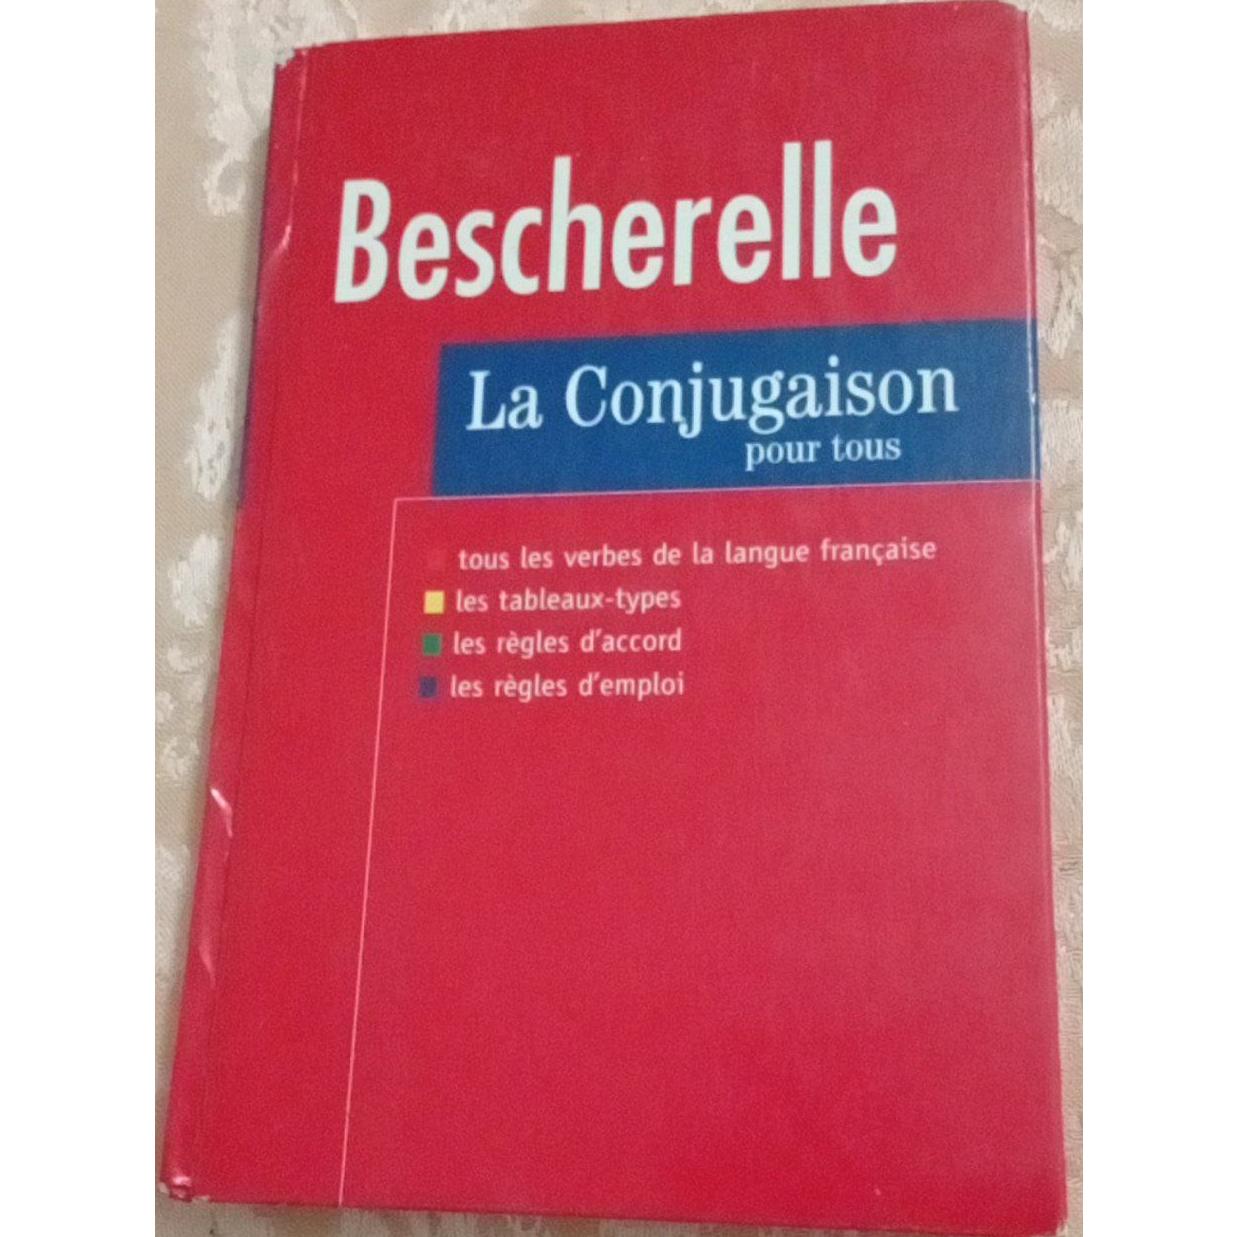 Bescherelle
La Conjugaison
pour tous
tous les verbes de la langue française
les tableaux-types
les règles d'accord
les règles d'emploi